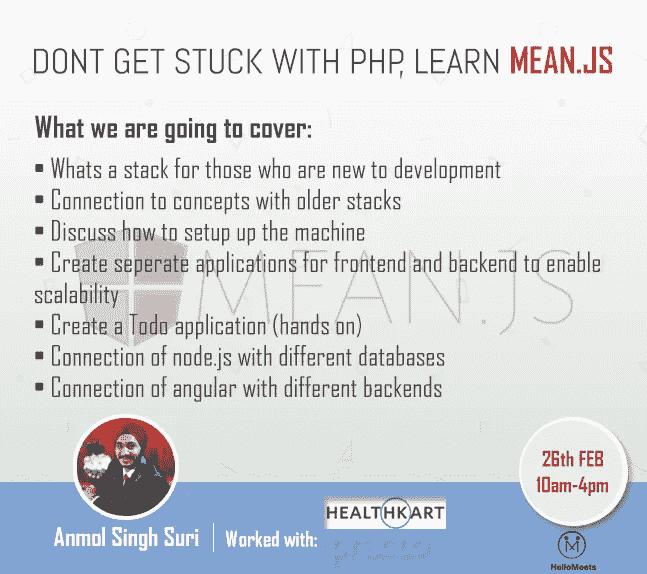 DONT GET STUCK WITH PHP, LEARN MEAN.JS
What we are going to cover:
▪ Whats a stack for those who are new to development
▪ Connection to concepts with older stacks
▪ Discuss how to setup up the machine
▪ Create seperate applications for frontend and backend to enable
scalability
▪ Create a Todo application (hands on)
▪ Connection of node.js with different databases
▪ Connection of angular with different backends
MEAN.JS
26th FEB
10am-4pm
HEALTHKART
Anmol Singh Suri
Worked with:
HelloMeets